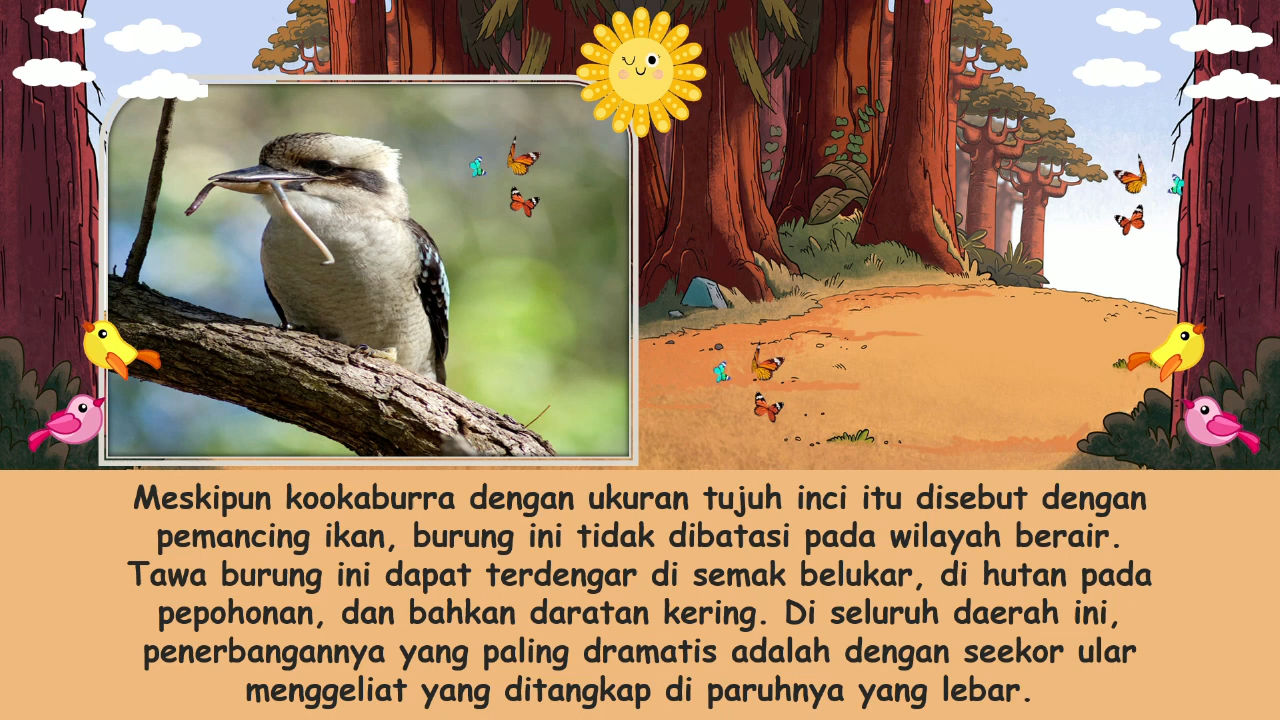 Meskipun kookaburra dengan ukuran tujuh inci itu disebut dengan
pemancing ikan, burung ini tidak dibatasi pada wilayah berair.
Tawa burung ini dapat terdengar di semak belukar, di hutan pada
pepohonan, dan bahkan daratan kering. Di seluruh daerah ini,
penerbangannya yang paling dramatis adalah dengan seekor ular
menggeliat yang ditangkap di paruhnya yang lebar.